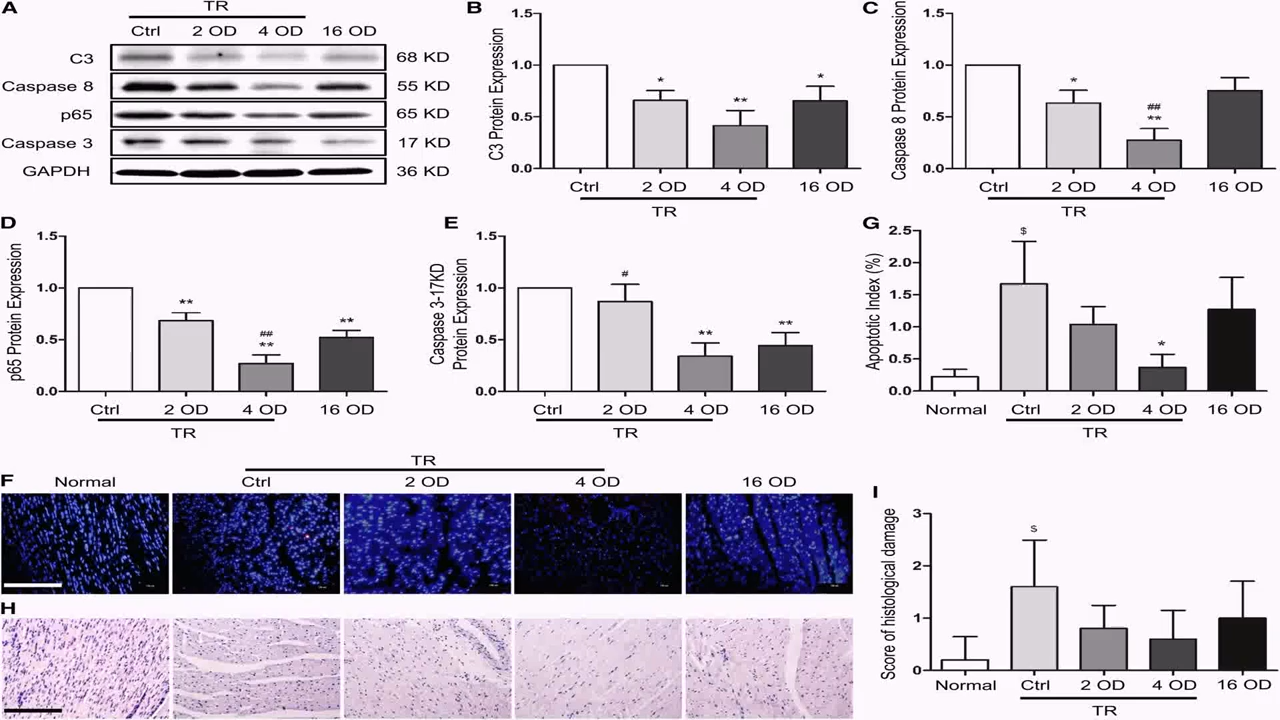 A
TR
Ctrl 2 OD 4 OD 16 OD
C3 68 KD
Caspase 8 55 KD
p65 65 KD
Caspase 3 17 KD
GAPDH 36 KD
B
C3 Protein Expression
1.5
1.0
0.5
0.0
*
**
*
Ctrl 2 OD 4 OD 16 OD
TR
C
Caspase 8 Protein Expression
1.5
1.0
0.5
0.0
*
##
**
Ctrl 2 OD 4 OD 16 OD
TR
D
p65 Protein Expression
1.5
1.0
0.5
0.0
**
##
**
**
Ctrl 2 OD 4 OD 16 OD
TR
E
Caspase 3-17KD
Protein Expression
1.5
1.0
0.5
0.0
#
**
**
Ctrl 2 OD 4 OD 16 OD
TR
G
Apoptotic Index (%)
2.5
2.0
1.5
1.0
0.5
0.0
$
*
Normal Ctrl 2 OD 4 OD 16 OD
TR
F
TR
Normal Ctrl 2 OD 4 OD 16 OD
H
I
Score of histological damage
3
2
1
0
$
Normal Ctrl 2 OD 4 OD 16 OD
TR